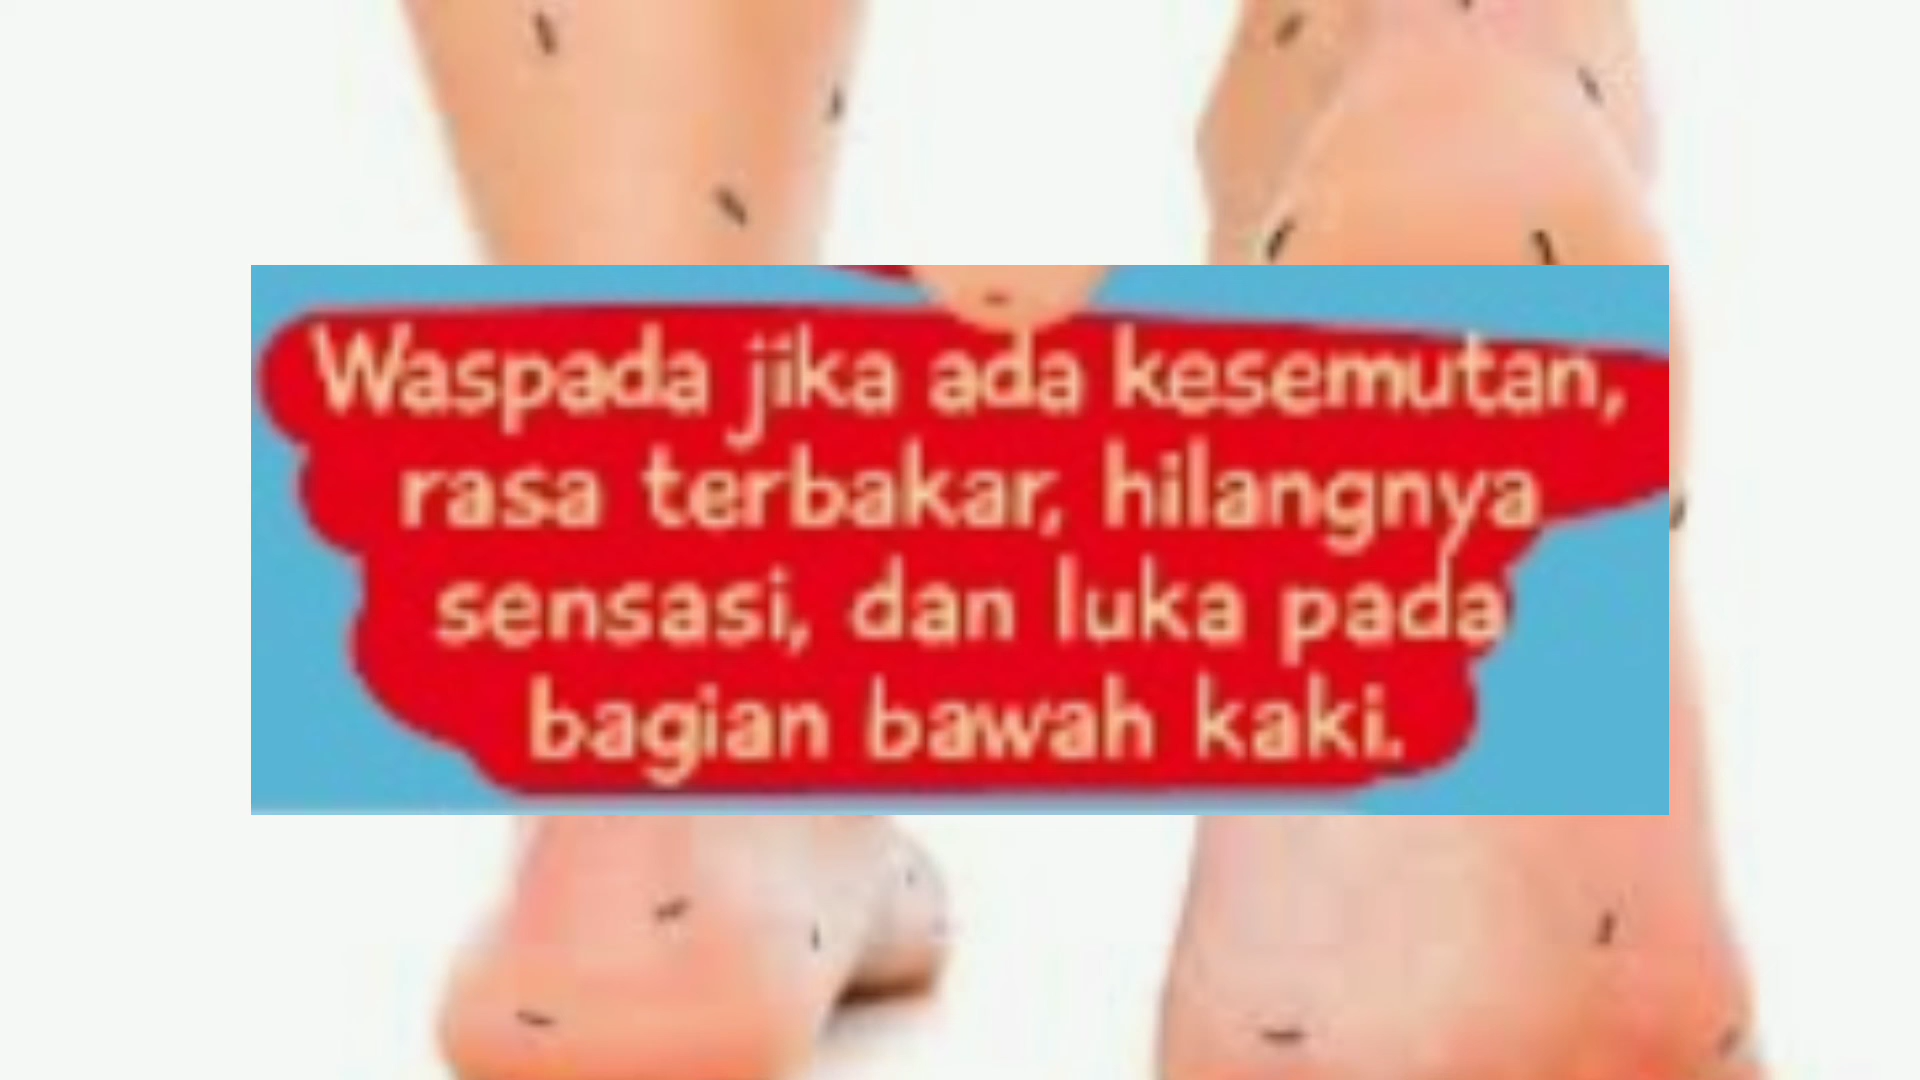 Waspada jika ada kesemutan,
rasa terbakar, hilangnya
sensasi, dan luka pada
bagian bawah kaki.